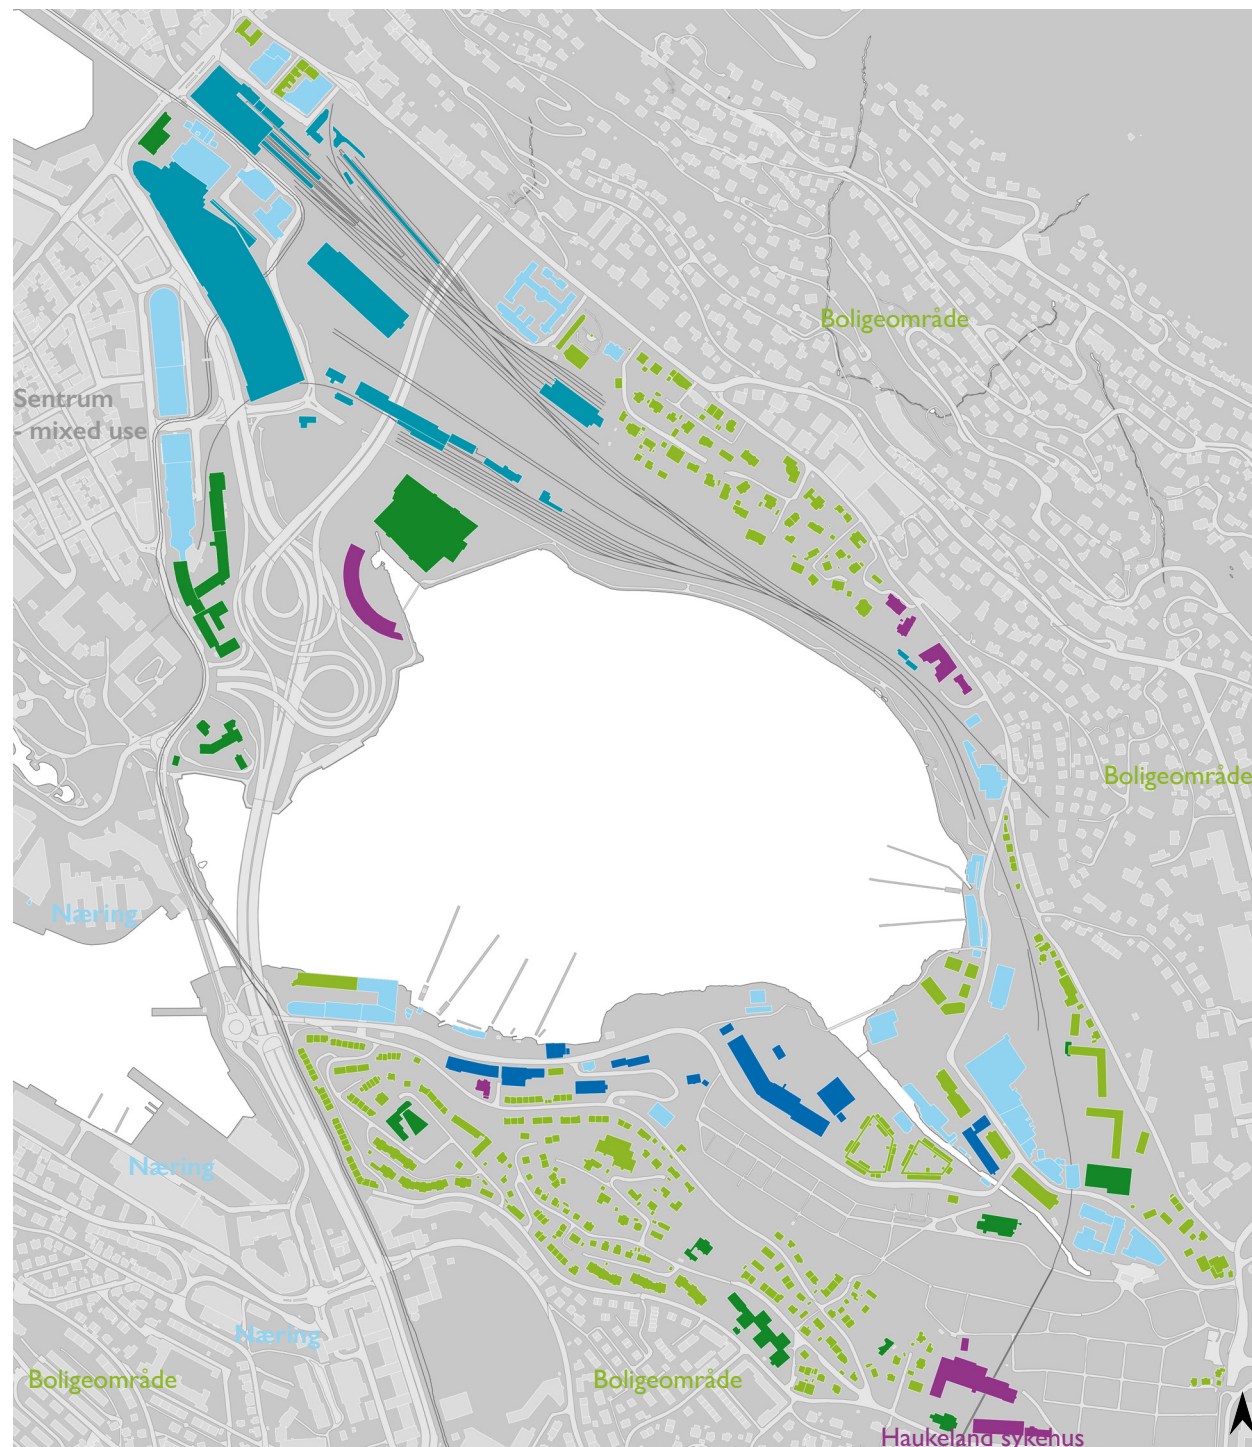 Boligeområde
Sentrum
- mixed use
Boligeområde
Næring
Næring
Næring
Boligeområde
Boligeområde
Haukeland sykehus